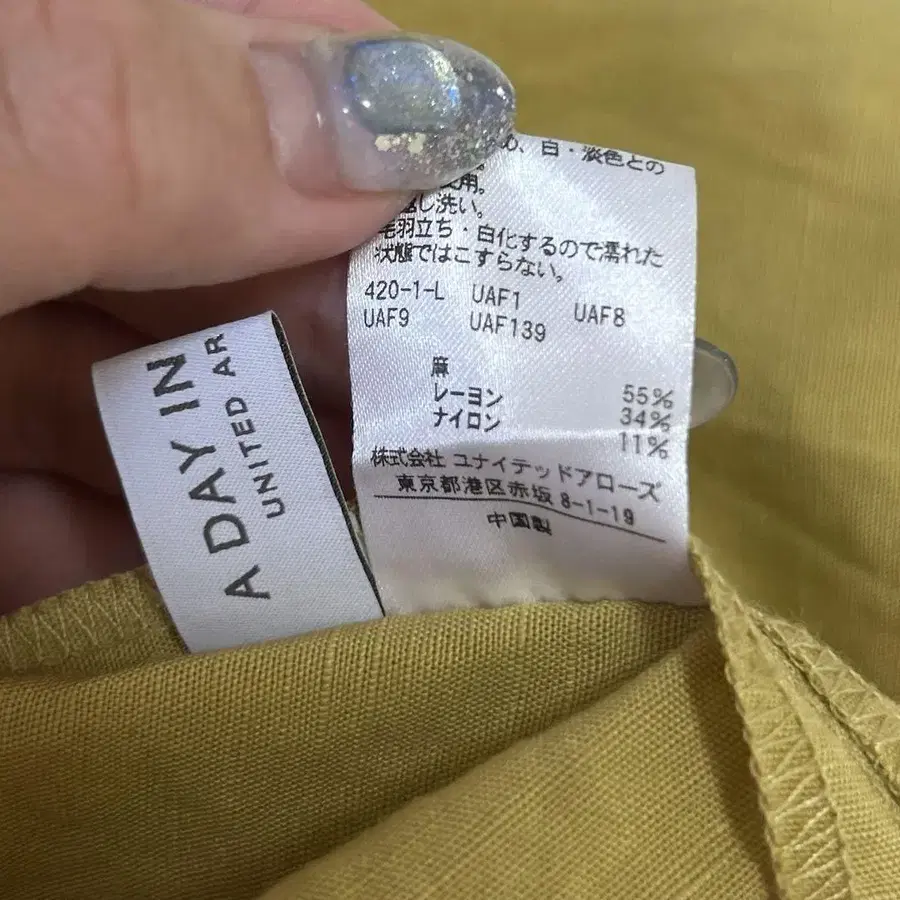 め、白・淡色との
使用。
返し洗い。
毛羽立ち・白化するので濡れた
状態ではこすらない。
420-1-L UAF1 UAF8
UAF9 UAF139
麻 55%
レーヨン 34%
ナイロン 11%
株式会社 ユナイテッドアローズ
東京都港区赤坂 8-1-19
中国製
A DAY IN
UNITED AR